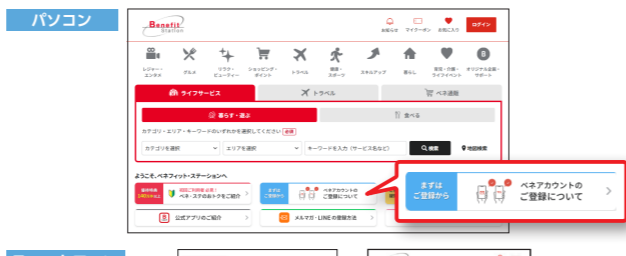 パソコン
Benefit
Station
お知らせ
マイクーポン
お気に入り
ログイン
レジャー・
エンタメ
グルメ
リラク・
ビューティー
ショッピング・
ポイント
トラベル
健康・
スポーツ
スキルアップ
暮らし
育児・介護・
ライフイベント
オリジナル企画・
サポート
ライフサービス
トラベル
ベネ通販
暮らす・遊ぶ
食べる
カテゴリ・エリア・キーワードのいずれかを選択してください 必須
カテゴリを選択
エリアを選択
キーワードを入力 (サービス名など)
検索
地図検索
ようこそ、ベネフィット・ステーションへ
ベネ・ステのおトクをご紹介
まずは
ご登録から
ベネアカウントの
ご登録について
公式アプリのご紹介
メルマガ・LINEの登録方法
まずは
ご登録から
ベネアカウントの
ご登録について